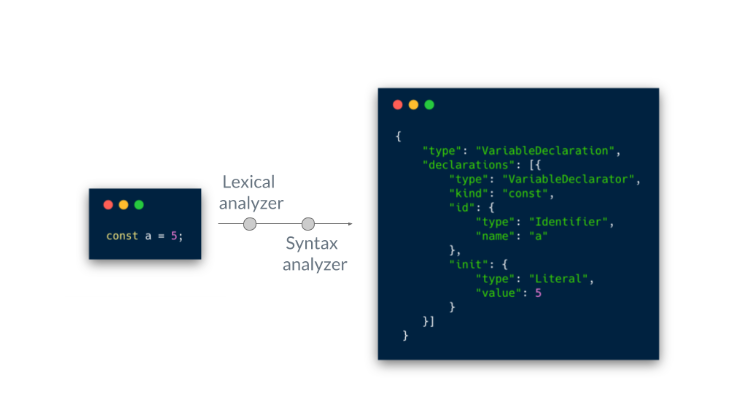 const a = 5;
Lexical
analyzer
Syntax
analyzer
{
"type": "VariableDeclaration",
"declarations": [{
"type": "VariableDeclarator",
"kind": "const",
"id": {
"type": "Identifier",
"name": "a"
},
"init": {
"type": "Literal",
"value": 5
}
}]
}